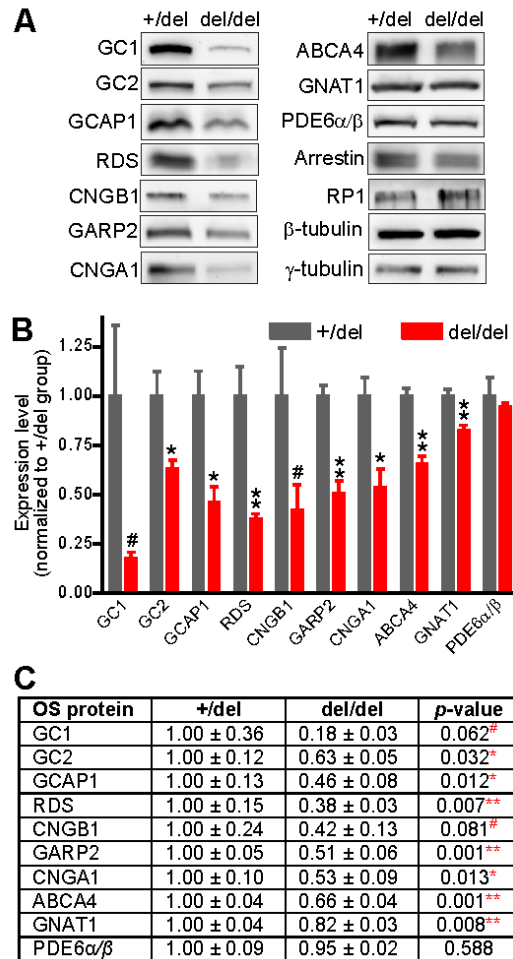 A
+/del del/del
GC1
GC2
GCAP1
RDS
CNGB1
GARP2
CNGA1
+/del del/del
ABCA4
GNAT1
PDE6α/β
Arrestin
RP1
β-tubulin
γ-tubulin
B
+/del del/del
Expression level
(normalized to +/del group)
1.25
1.00
0.75
0.50
0.25
0.00
# * * ** # ** * ** **
GC1 GC2 GCAP1 RDS CNGB1 GARP2 CNGA1 ABCA4 GNAT1 PDE6α/β
C
OS protein +/del del/del p-value
GC1 1.00 ± 0.36 0.18 ± 0.03 0.062#
GC2 1.00 ± 0.12 0.63 ± 0.05 0.032*
GCAP1 1.00 ± 0.13 0.46 ± 0.08 0.012*
RDS 1.00 ± 0.15 0.38 ± 0.03 0.007**
CNGB1 1.00 ± 0.24 0.42 ± 0.13 0.081#
GARP2 1.00 ± 0.05 0.51 ± 0.06 0.001**
CNGA1 1.00 ± 0.10 0.53 ± 0.09 0.013*
ABCA4 1.00 ± 0.04 0.66 ± 0.04 0.001**
GNAT1 1.00 ± 0.04 0.82 ± 0.03 0.008**
PDE6α/β 1.00 ± 0.09 0.95 ± 0.02 0.588